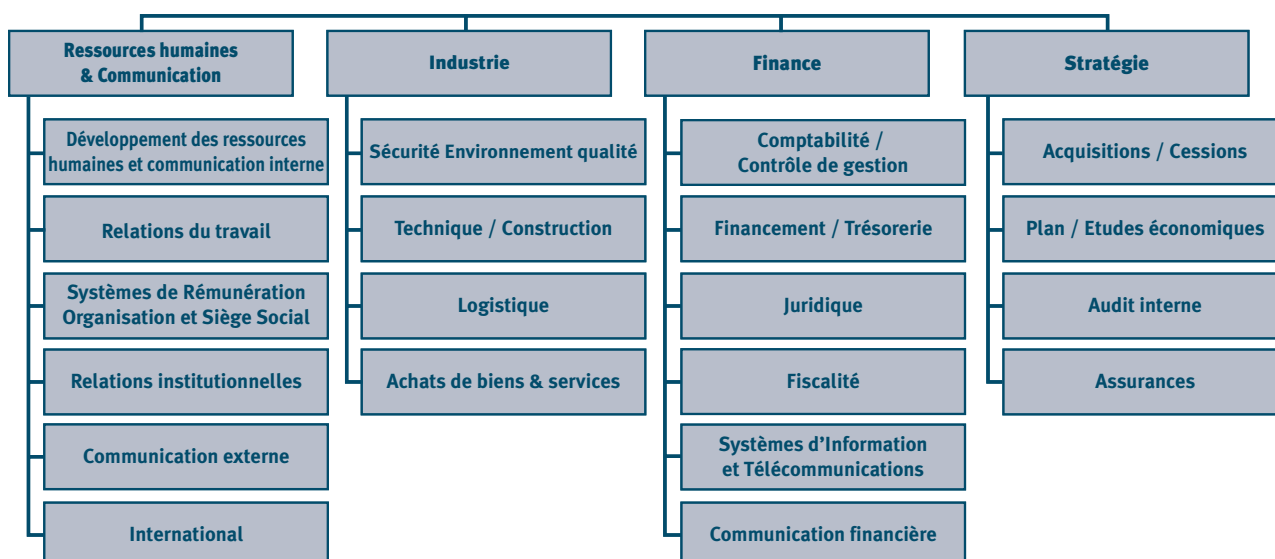 Ressources humaines
& Communication
Développement des ressources
humaines et communication interne
Relations du travail
Systèmes de Rémunération
Organisation et Siège Social
Relations institutionnelles
Communication externe
International
Industrie
Sécurité Environnement qualité
Technique / Construction
Logistique
Achats de biens & services
Finance
Comptabilité /
Contrôle de gestion
Financement / Trésorerie
Juridique
Fiscalité
Systèmes d'Information
et Télécommunications
Communication financière
Stratégie
Acquisitions / Cessions
Plan / Etudes économiques
Audit interne
Assurances